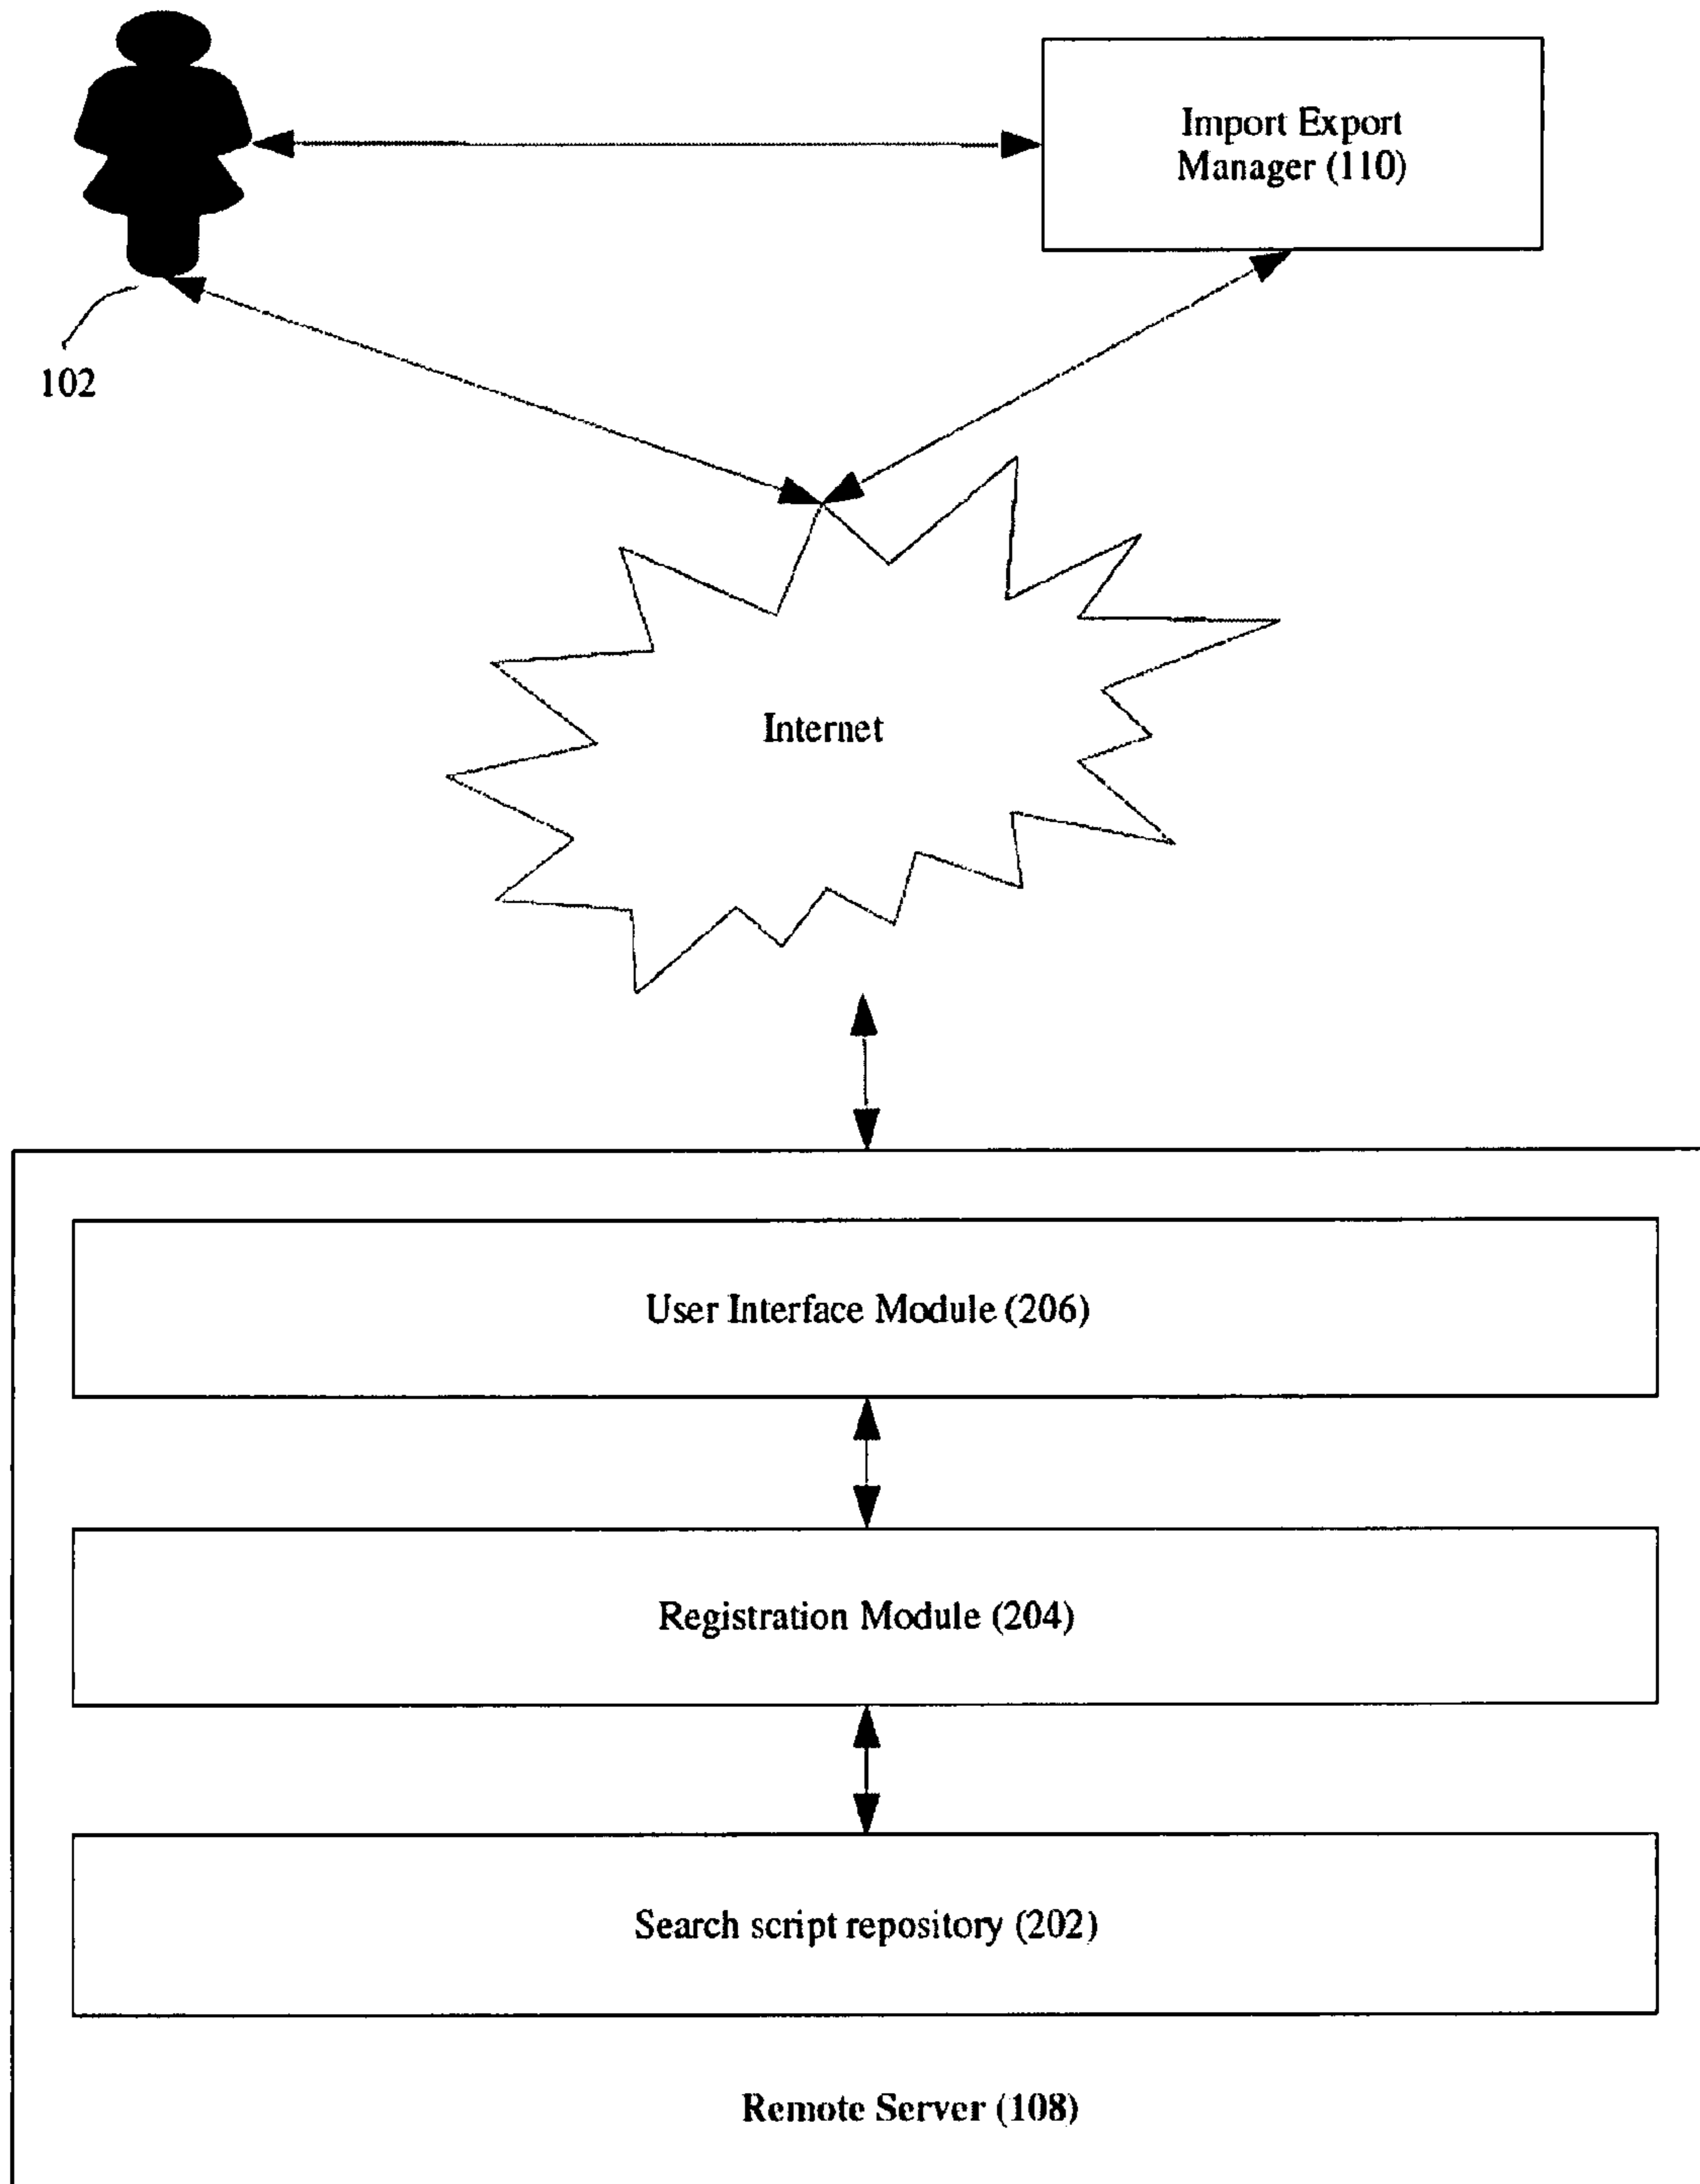 Import Export
Manager (110)
102
Internet
User Interface Module (206)
Registration Module (204)
Search script repository (202)
Remote Server (108)